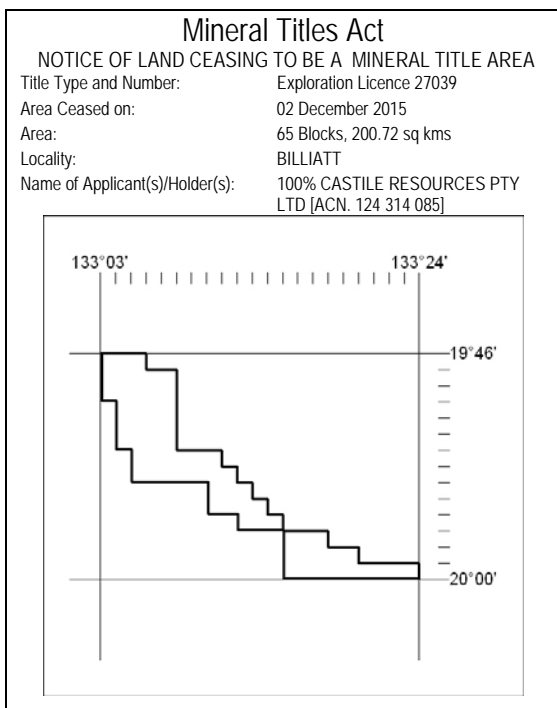 Mineral Titles Act
NOTICE OF LAND CEASING TO BE A MINERAL TITLE AREA
Title Type and Number: Exploration Licence 27039
Area Ceased on: 02 December 2015
Area: 65 Blocks, 200.72 sq kms
Locality: BILLIATT
Name of Applicant(s)/Holder(s): 100% CASTILE RESOURCES PTY
LTD [ACN. 124 314 085]
133°03' 133°24'
19°46'
20°00'